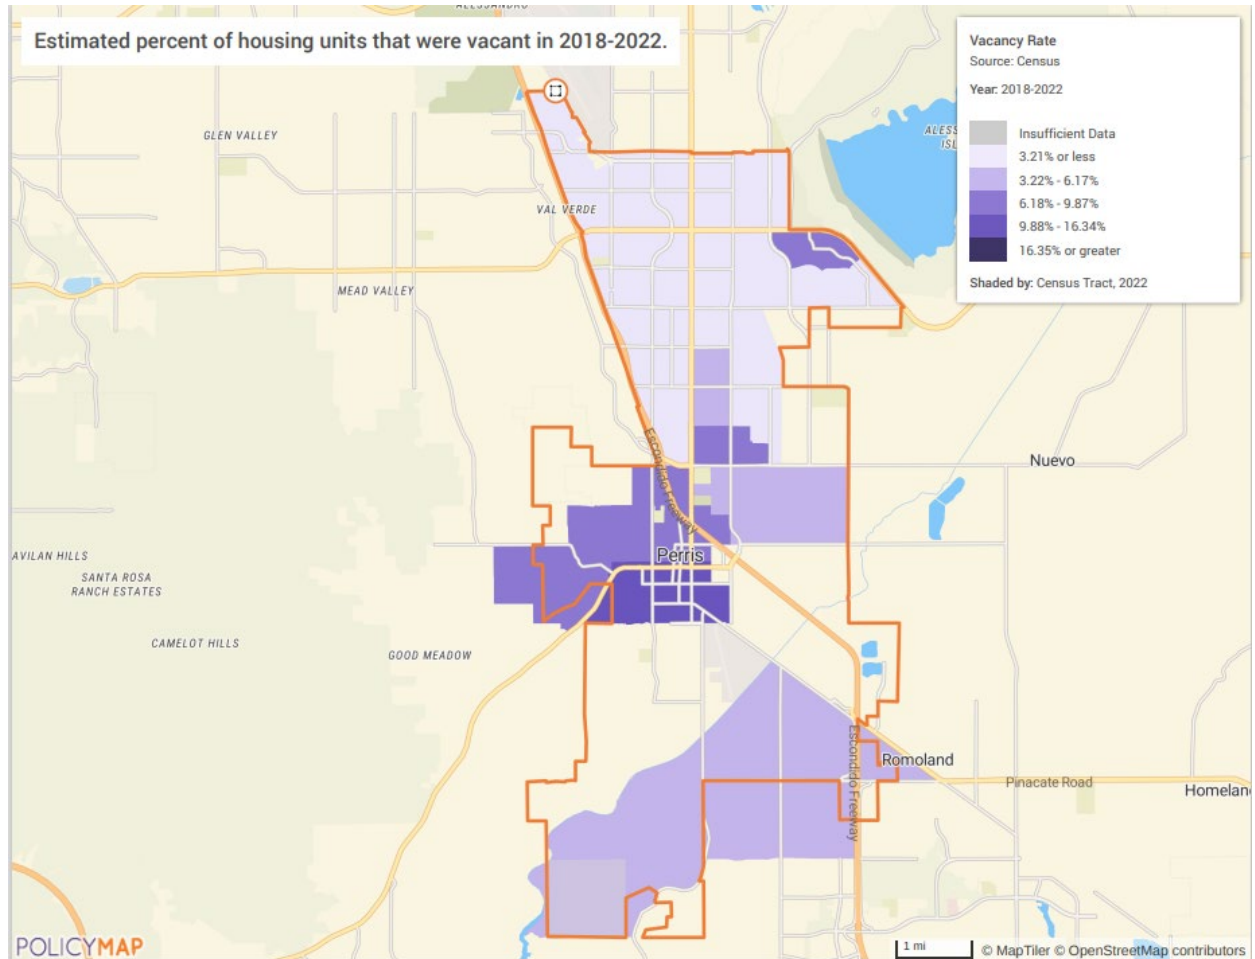 ALESSANDRO
Estimated percent of housing units that were vacant in 2018-2022.
Vacancy Rate
Source: Census
Year: 2018-2022
Insufficient Data
3.21% or less
3.22% - 6.17%
6.18% - 9.87%
9.88% - 16.34%
16.35% or greater
Shaded by: Census Tract, 2022
GLEN VALLEY
VAL VERDE
MEAD VALLEY
Escondido Freeway
Nuevo
Perris
AVILAN HILLS
SANTA ROSA
RANCH ESTATES
CAMELOT HILLS
GOOD MEADOW
Escondido Freeway
Romoland
Pinacate Road
Homelan
POLICYMAP
1 mi
© MapTiler © OpenStreetMap contributors